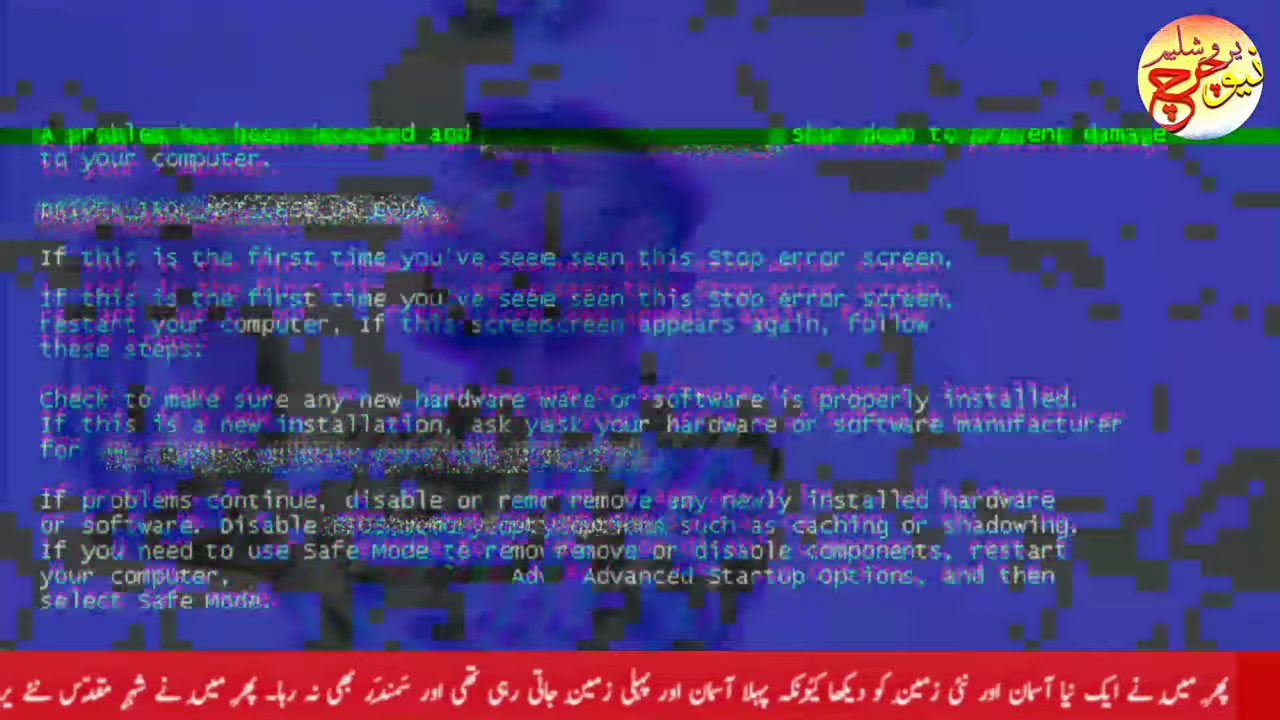 یروشلیم
نیو چرچ
A problem has been detected and shut down to prevent damage
to your computer.
If this is the first time you've seee seen this Stop error screen,
If this is the first time you've seee seen this Stop error screen,
restart your computer, If this screenscreen appears again, follow
these steps:
Check to make sure any new hardware ware or software is properly installed.
If this is a new installation, ask yask your hardware or software manufacturer
for
If problems continue, disable or remr remove any newly installed hardware
or software. Disable such as caching or shadowing.
If you need to use Safe Mode to remov remove or disable components, restart
your computer, Adv Advanced Startup Options, and then
select Safe Mode.
پھر میں نے ایک نیا آسمان اور نئی زمین کو دیکھا کیونکہ پہلا آسمان اور پہلی زمین جاتی رہی تھی اور سمندر بھی نہ رہا۔ پھر میں نے شہرِ مقدّس نئے یر